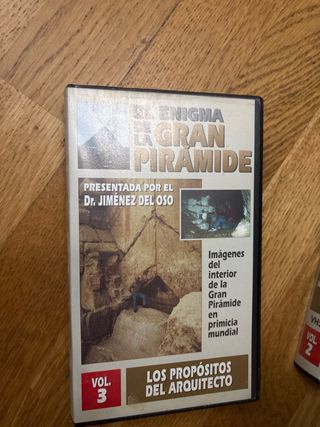 EL ENIGMA
DE LA GRAN
PIRÁMIDE
PRESENTADA POR EL
Dr. JIMÉNEZ DEL OSO
Imágenes
del
interior
de la
Gran
Pirámide
en
primicia
mundial
VOL.
3
LOS PROPÓSITOS
DEL ARQUITECTO
VHS
VOL.
2